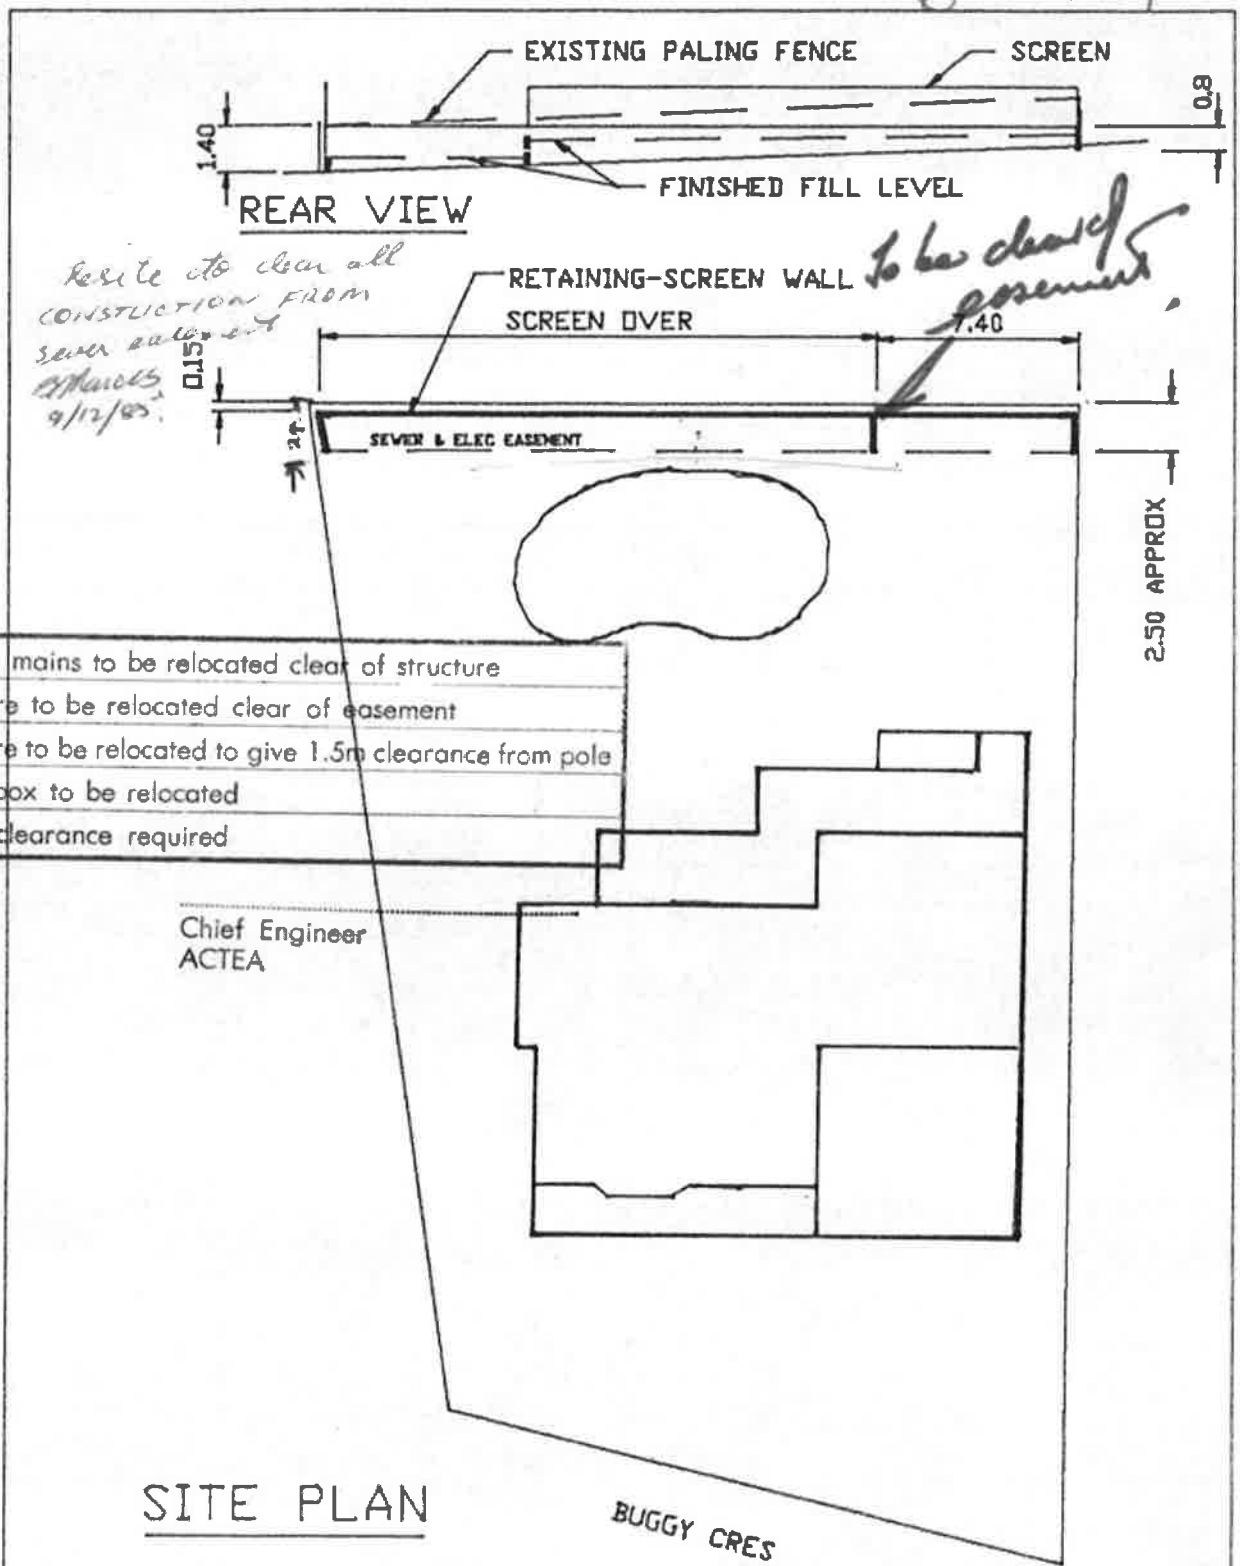 EXISTING PALING FENCE
SCREEN
0.8
1.40
FINISHED FILL LEVEL
REAR VIEW
Resite to clear all
CONSTUCTION FROM
sewer easement
9/12/85.
To be clear of
easement.
RETAINING-SCREEN WALL
SCREEN OVER
7.40
0.15
SEWER & ELEC EASEMENT
2.50 APPROX
mains to be relocated clear of structure
e to be relocated clear of easement
e to be relocated to give 1.5m clearance from pole
ox to be relocated
clearance required
Chief Engineer
ACTEA
SITE PLAN
BUGGY CRES